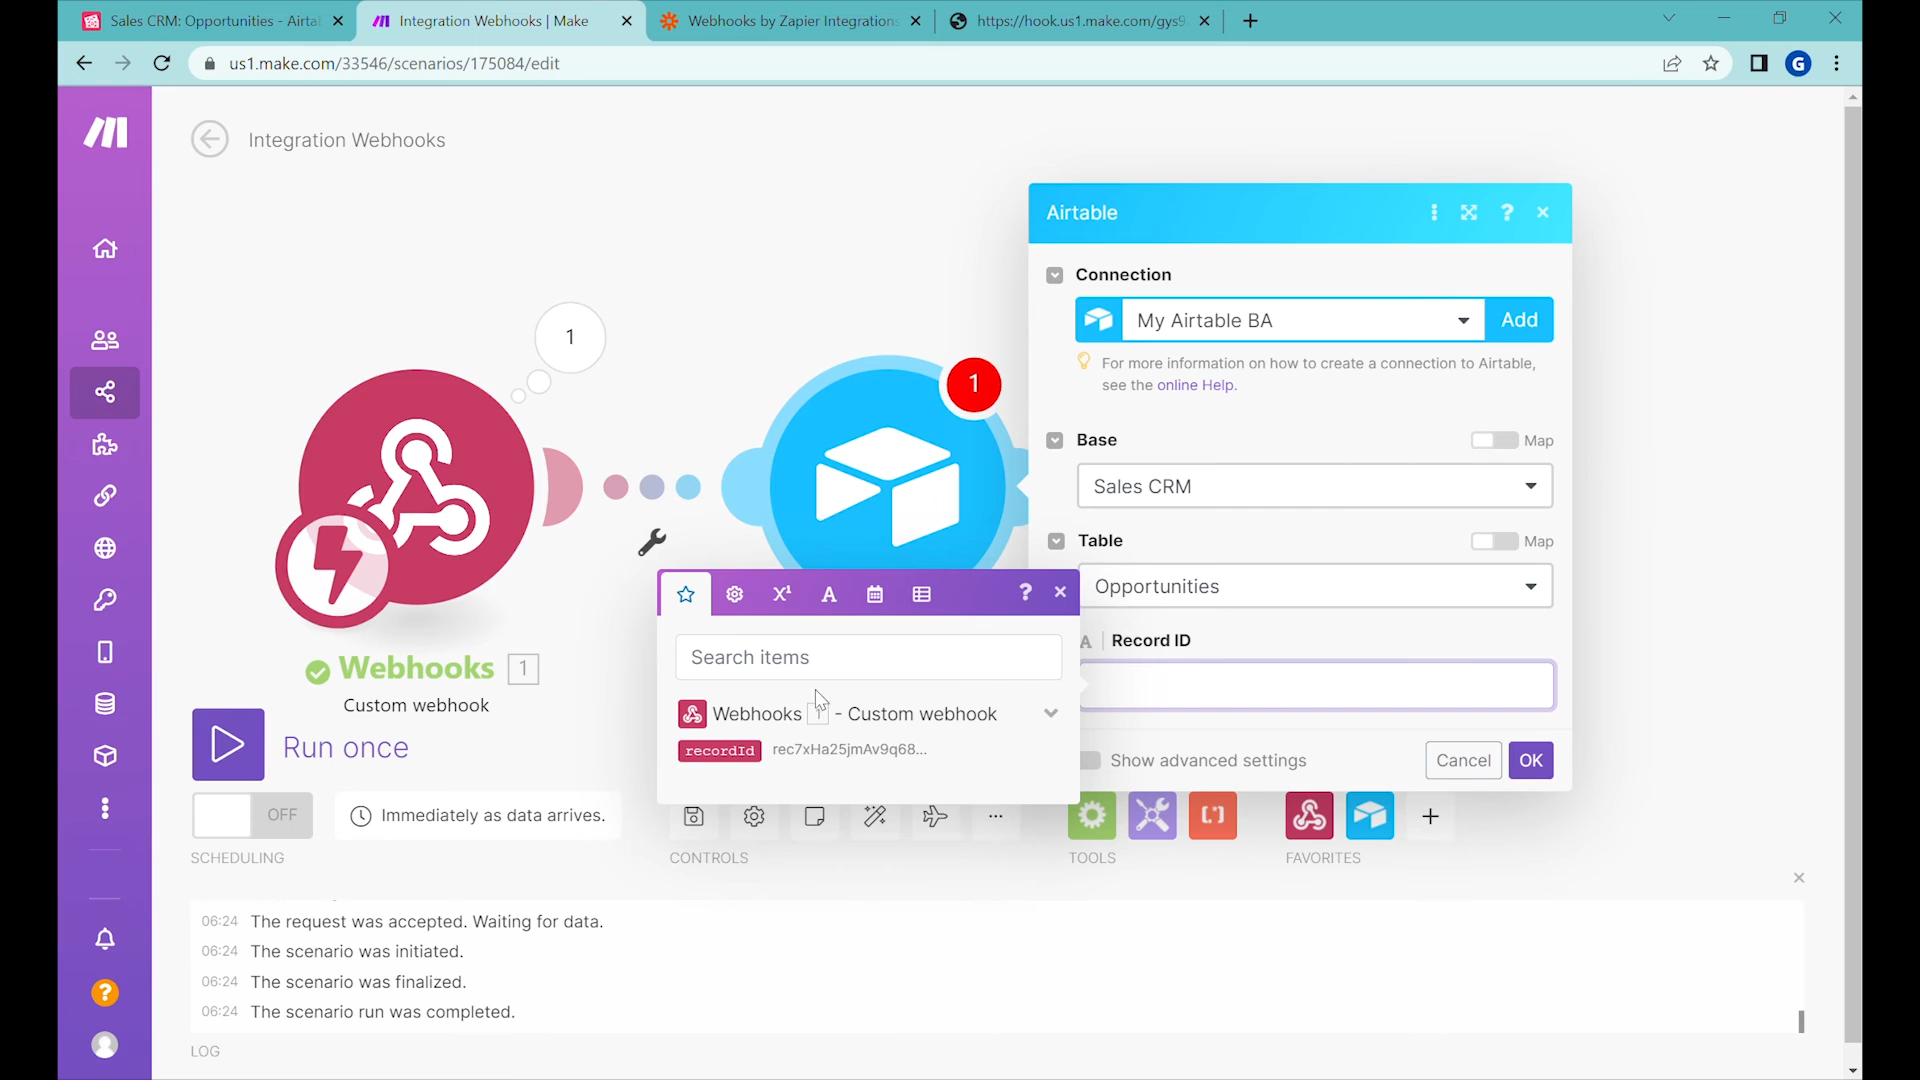 Sales CRM: Opportunities - Airta
Integration Webhooks | Make
Webhooks by Zapier Integrations
https://hook.us1.make.com/gys9
us1.make.com/33546/scenarios/175084/edit
G
Integration Webhooks
Airtable
?
Connection
My Airtable BA
Add
For more information on how to create a connection to Airtable,
see the online Help.
1
1
Base
Map
Sales CRM
Table
Map
Opportunities
A
Record ID
X¹
A
?
Search items
Webhooks
- Custom webhook
recordId
rec7xHa25jmAv9q68...
Webhooks
1
Custom webhook
Run once
Show advanced settings
Cancel
OK
OFF
Immediately as data arrives.
SCHEDULING
CONTROLS
TOOLS
FAVORITES
06:24 The request was accepted. Waiting for data.
06:24 The scenario was initiated.
06:24 The scenario was finalized.
06:24 The scenario run was completed.
LOG
?